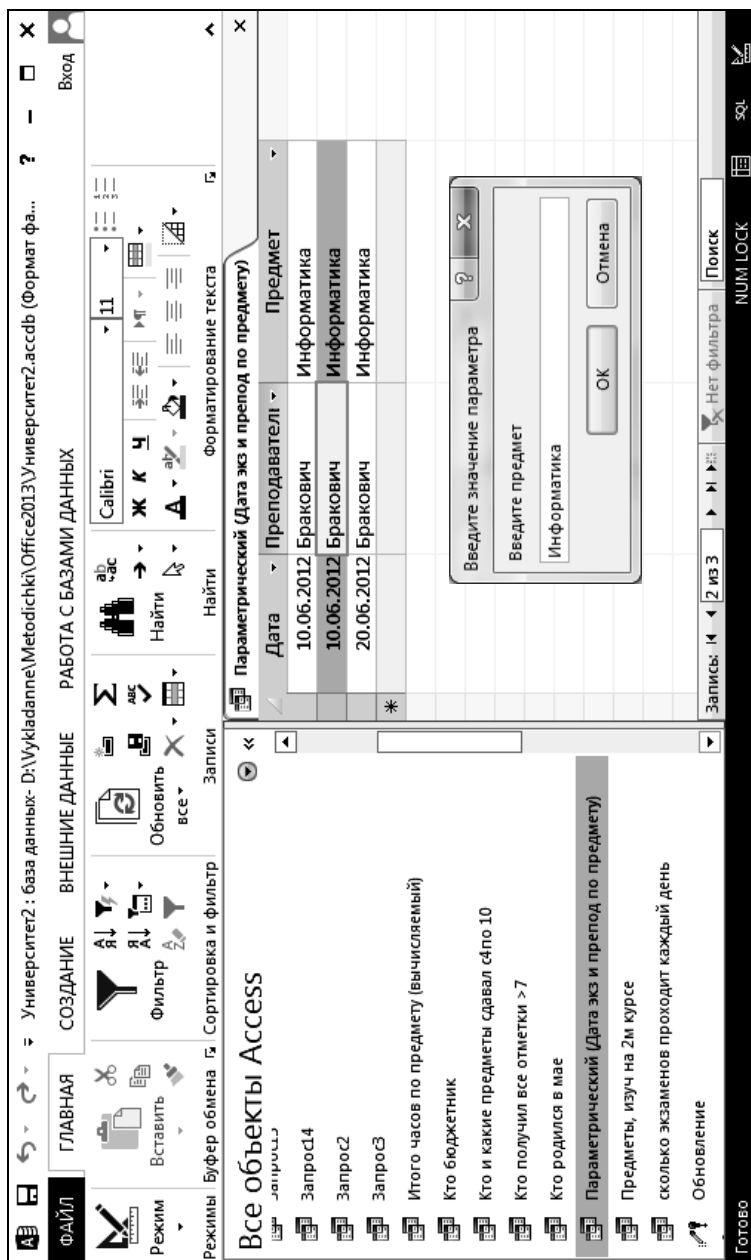 Университет2 : база данных- D:\Vykladanne\Metodichki\Office2013\Университет2.accdb (Формат фа...
?
Вход
ФАЙЛ
ГЛАВНАЯ
СОЗДАНИЕ
ВНЕШНИЕ ДАННЫЕ
РАБОТА С БАЗАМИ ДАННЫХ
Режим
Вставить
Фильтр
Обновить
все
Найти
Calibri
11
Ж К Ч
Режимы
Буфер обмена
Сортировка и фильтр
Записи
Найти
Форматирование текста
Все объекты Access
Запрос14
Запрос2
Запрос3
Итого часов по предмету (вычисляемый)
Кто бюджетник
Кто и какие предметы сдавал с4по 10
Кто получил все отметки >7
Кто родился в мае
Параметрический (Дата экз и препод по предмету)
Предметы, изуч на 2м курсе
сколько экзаменов проходит каждый день
Обновление
Параметрический (Дата экз и препод по предмету)
Дата Преподавател Предмет
10.06.2012 Бракович Информатика
10.06.2012 Бракович Информатика
20.06.2012 Бракович Информатика
Введите значение параметра
Введите предмет
Информатика
ОК
Отмена
Запись: 2 из 3
Нет фильтра
Поиск
Готово
NUM LOCK
SQL